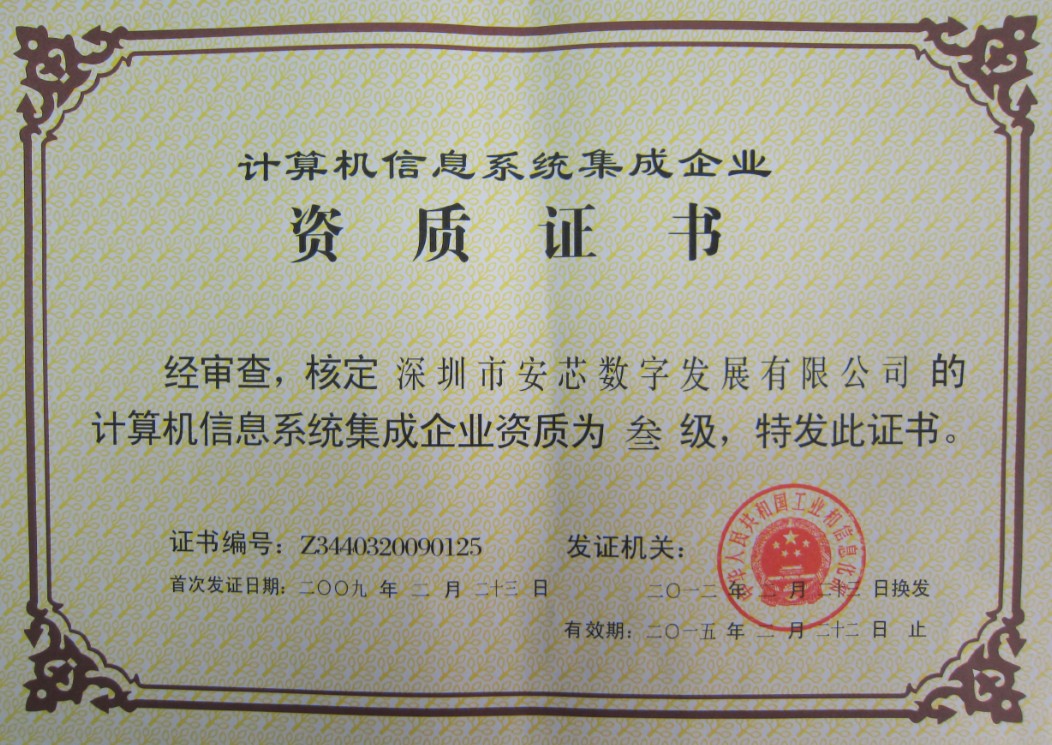 计算机信息系统集成企业
资质证书
经审查，核定 深圳市安芯数字发展有限公司 的
计算机信息系统集成企业资质为 叁 级，特发此证书。
证书编号：Z3440320090125
发证机关：
中华人民共和国工业和信息化部
首次发证日期：二〇〇九 年 二 月 二十三 日
二〇一二 年 二 月 二十三 日换发
有效期：二〇一五 年 二 月 二十二 日 止